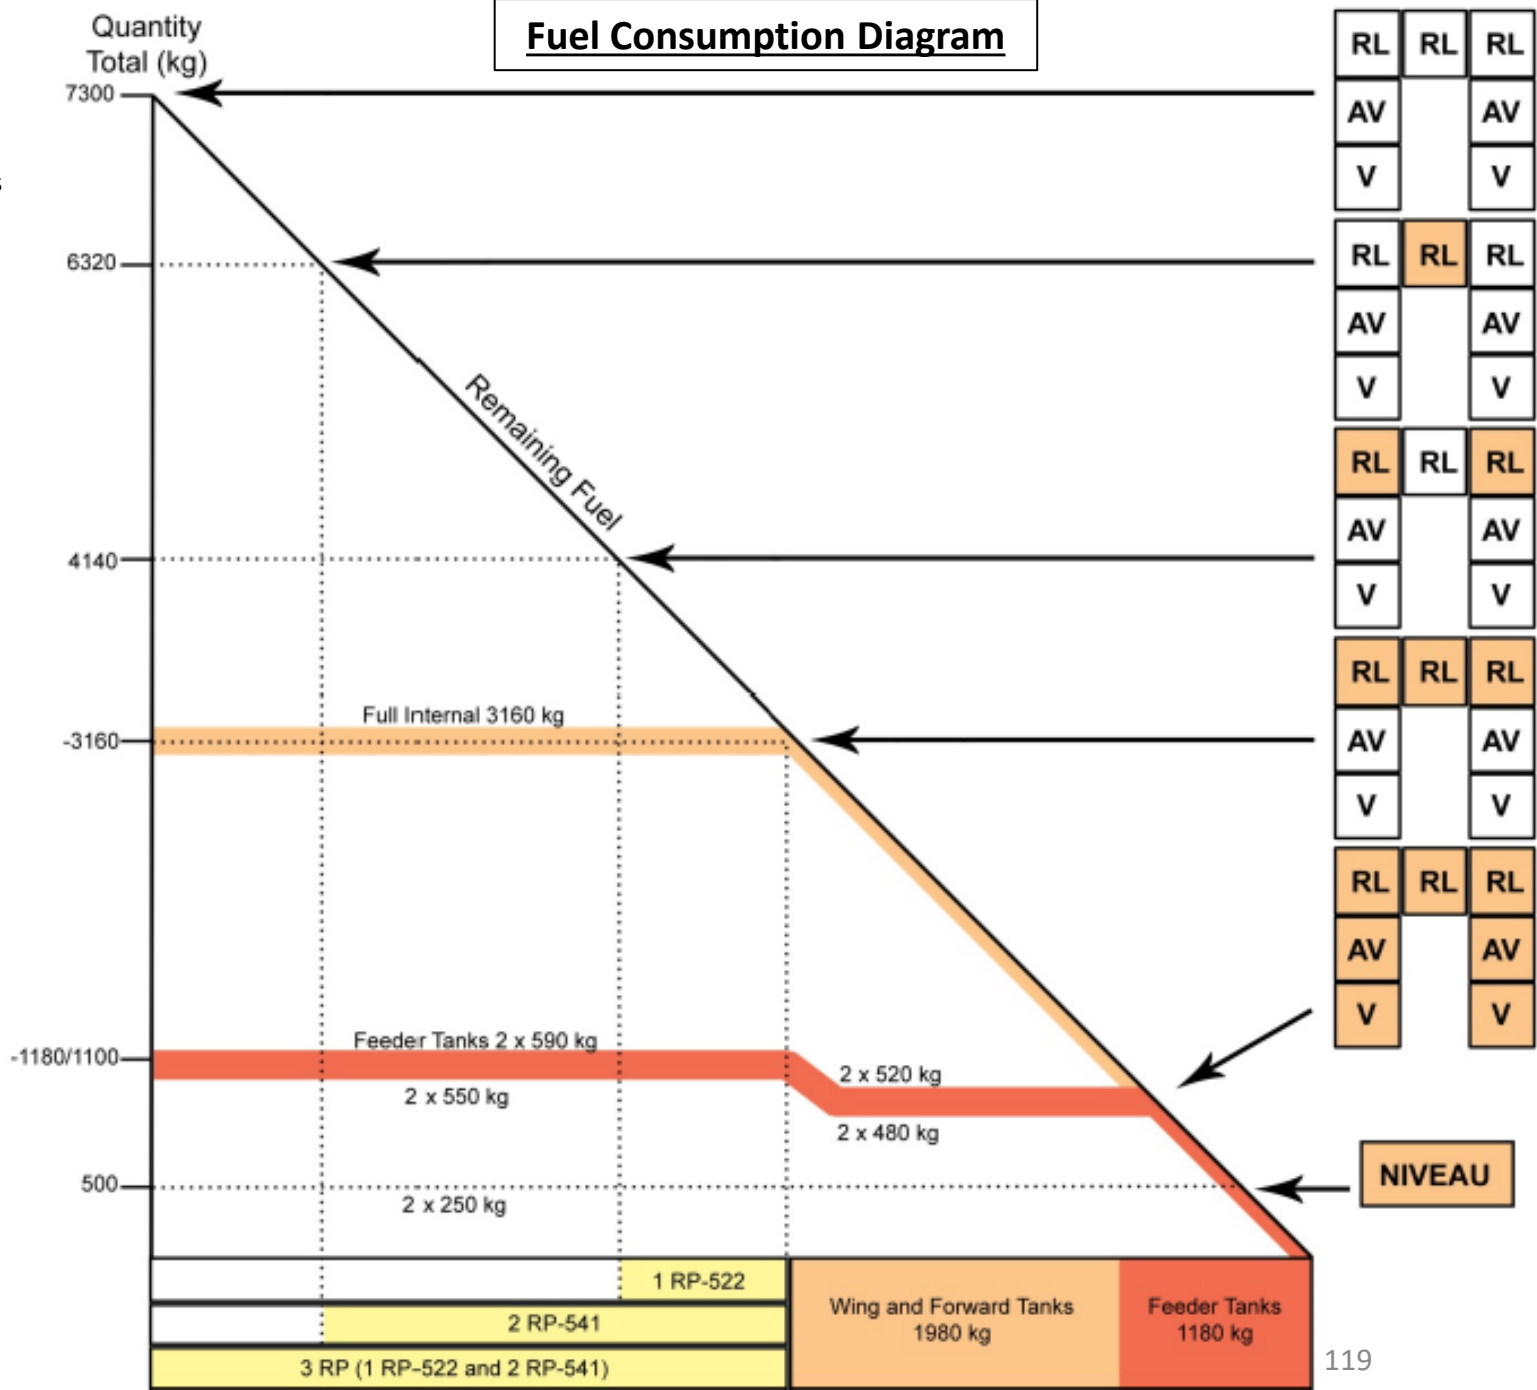 Fuel Consumption Diagram
Quantity
Total (kg)
7300
6320
4140
-3160
-1180/1100
500
s
Remaining Fuel
Full Internal 3160 kg
Feeder Tanks 2 x 590 kg
2 x 550 kg
2 x 520 kg
2 x 480 kg
2 x 250 kg
RL RL RL
AV AV
V V
RL RL RL
AV AV
V V
RL RL RL
AV AV
V V
RL RL RL
AV AV
V V
RL RL RL
AV AV
V V
NIVEAU
1 RP-522
2 RP-541
3 RP (1 RP-522 and 2 RP-541)
Wing and Forward Tanks
1980 kg
Feeder Tanks
1180 kg
119